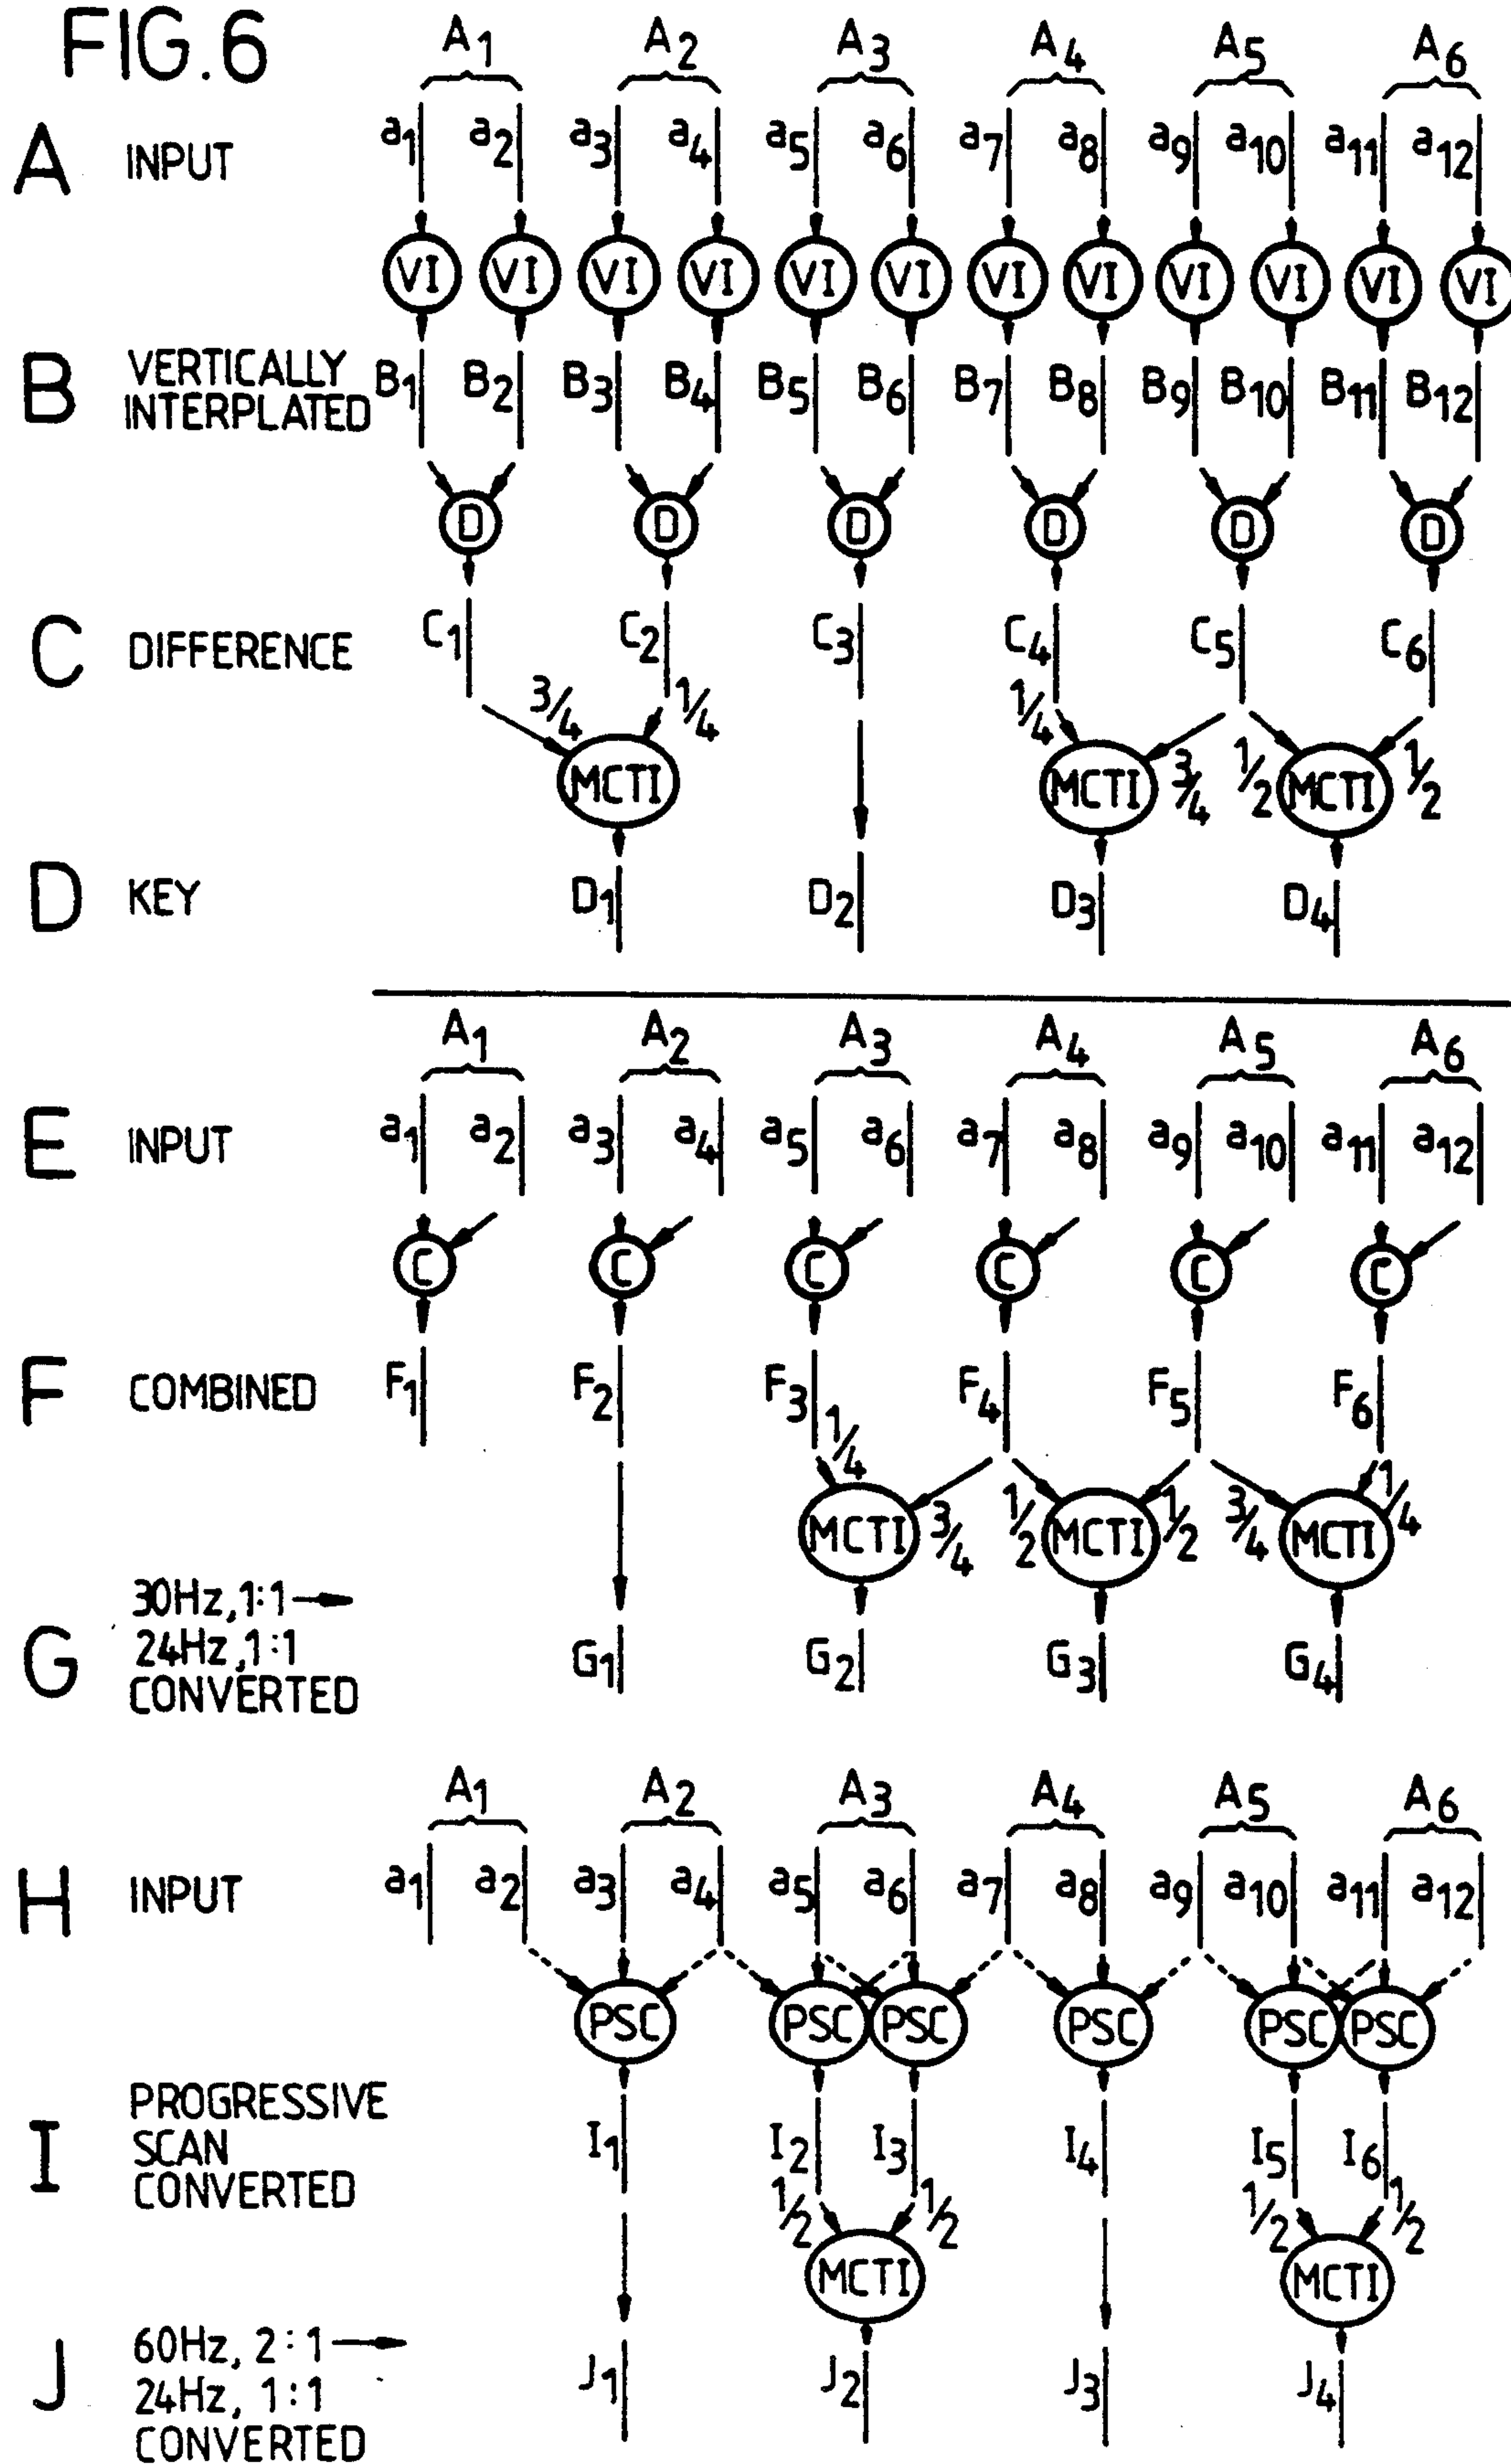 FIG.6
A1 A2 A3 A4 A5 A6
A INPUT a1 a2 a3 a4 a5 a6 a7 a8 a9 a10 a11 a12
VI VI VI VI VI VI VI VI VI VI VI VI
B VERTICALLY
INTERPLATED B1 B2 B3 B4 B5 B6 B7 B8 B9 B10 B11 B12
D D D D D D
C DIFFERENCE C1 C2 C3 C4 C5 C6
3/4 1/4 1/4 3/4 1/2 1/2
MCTI MCTI MCTI
D KEY D1 D2 D3 D4
A1 A2 A3 A4 A5 A6
E INPUT a1 a2 a3 a4 a5 a6 a7 a8 a9 a10 a11 a12
C C C C C C
F COMBINED F1 F2 F3 F4 F5 F6
1/4 3/4 1/2 1/2 3/4 1/4
MCTI MCTI MCTI
30Hz,1:1
G 24Hz,1:1 G1 G2 G3 G4
CONVERTED
A1 A2 A3 A4 A5 A6
H INPUT a1 a2 a3 a4 a5 a6 a7 a8 a9 a10 a11 a12
PSC PSC PSC PSC PSC PSC
PROGRESSIVE
I SCAN I1 I2 I3 I4 I5 I6
CONVERTED
1/2 1/2 1/2 1/2
MCTI MCTI
60Hz, 2:1
J 24Hz, 1:1 J1 J2 J3 J4
CONVERTED